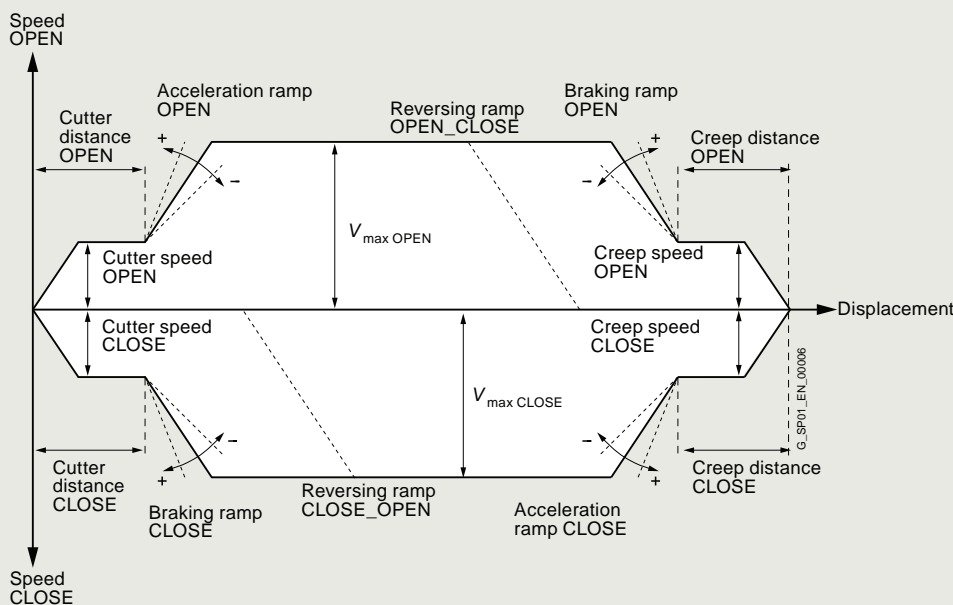 Speed
OPEN
Acceleration ramp
OPEN
Braking ramp
OPEN
Cutter
distance
OPEN
Reversing ramp
OPEN_CLOSE
Creep distance
OPEN
+
–
+
–
Vmax OPEN
Cutter speed
OPEN
Creep speed
OPEN
Displacement
Cutter speed
CLOSE
Creep speed
CLOSE
Vmax CLOSE
G_SP01_EN_00006
–
+
–
+
Cutter
distance
CLOSE
Braking ramp
CLOSE
Reversing ramp
CLOSE_OPEN
Acceleration
ramp CLOSE
Creep distance
CLOSE
Speed
CLOSE